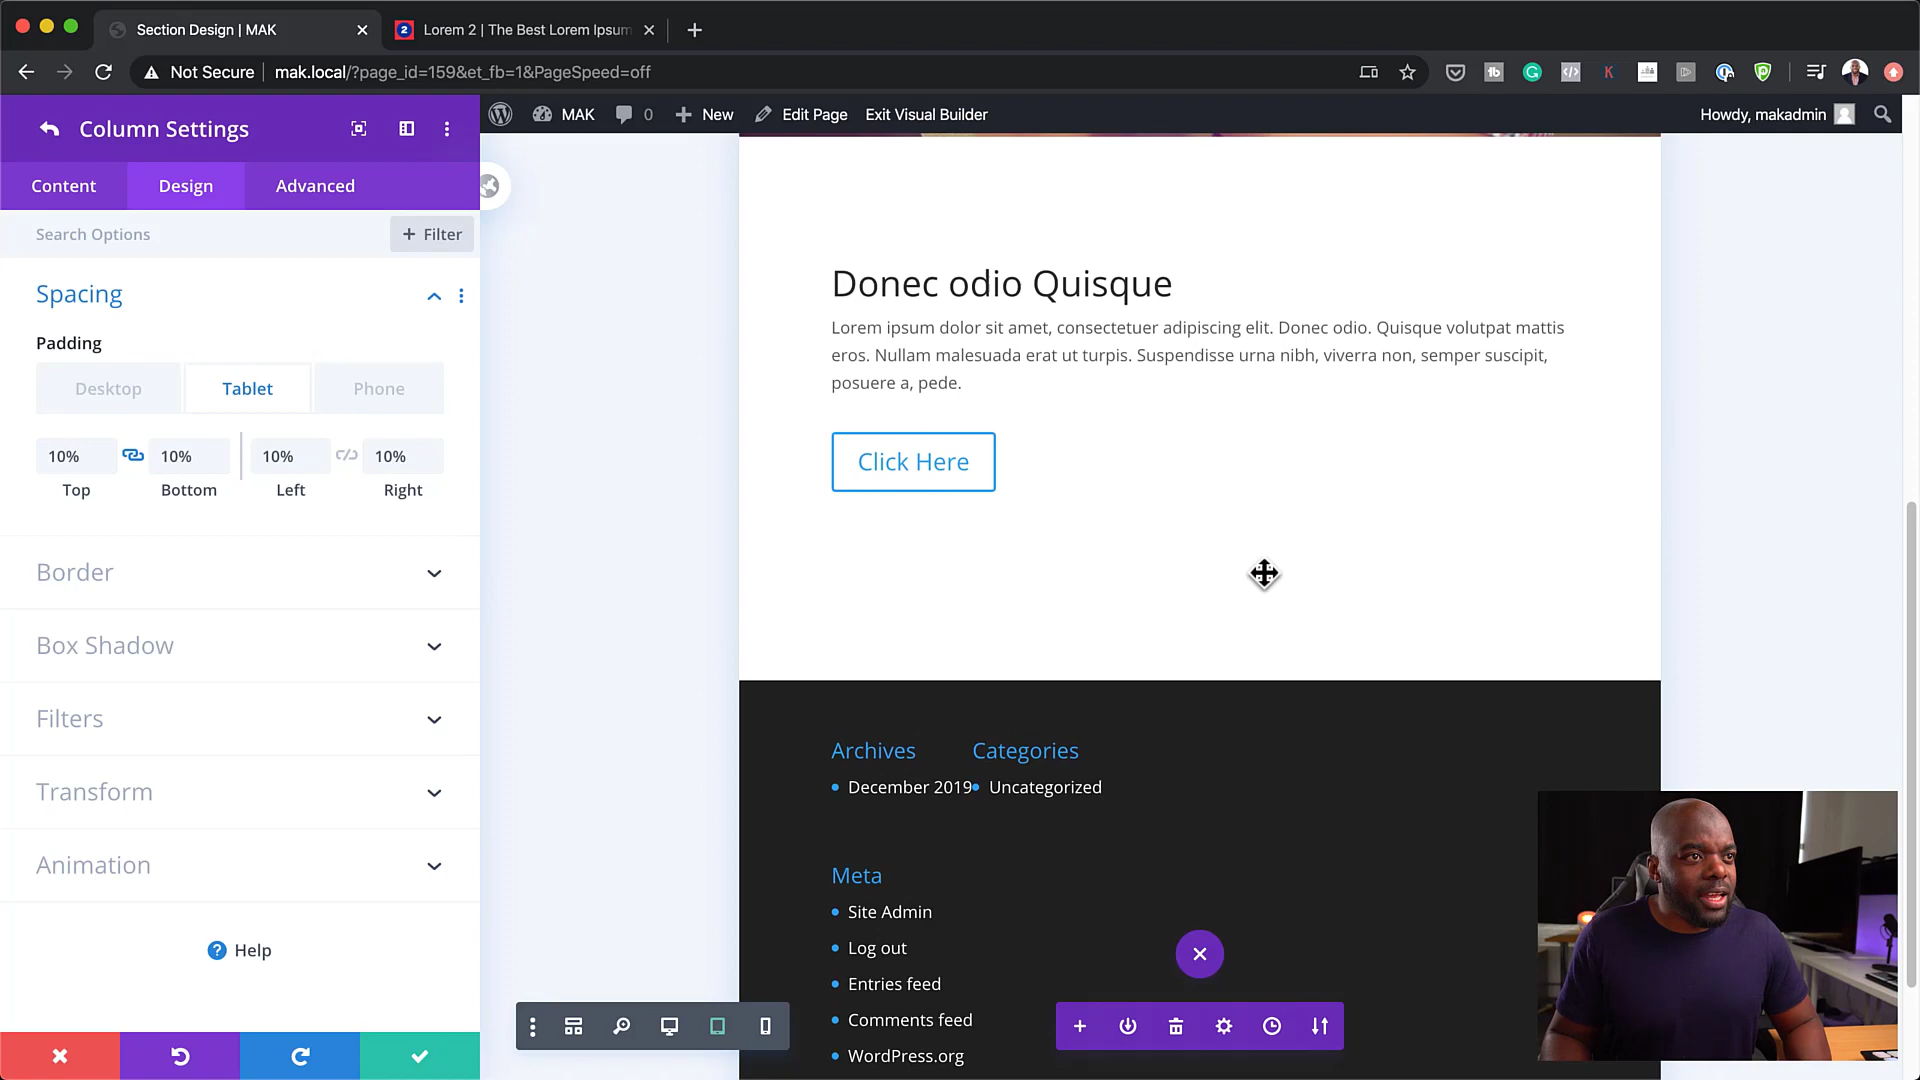 Section Design | MAK
2 Lorem 2 | The Best Lorem Ipsum
Not Secure mak.local/?page_id=159&et_fb=1&PageSpeed=off
Column Settings
MAK 0 New Edit Page Exit Visual Builder Howdy, makadmin
Content Design Advanced
Search Options + Filter
Spacing
Padding
Desktop Tablet Phone
10% 10% 10% 10%
Top Bottom Left Right
Border
Box Shadow
Filters
Transform
Animation
? Help
Donec odio Quisque
Lorem ipsum dolor sit amet, consectetuer adipiscing elit. Donec odio. Quisque volutpat mattis
eros. Nullam malesuada erat ut turpis. Suspendisse urna nibh, viverra non, semper suscipit,
posuere a, pede.
Click Here
Archives Categories
December 2019 Uncategorized
Meta
Site Admin
Log out
Entries feed
Comments feed
WordPress.org